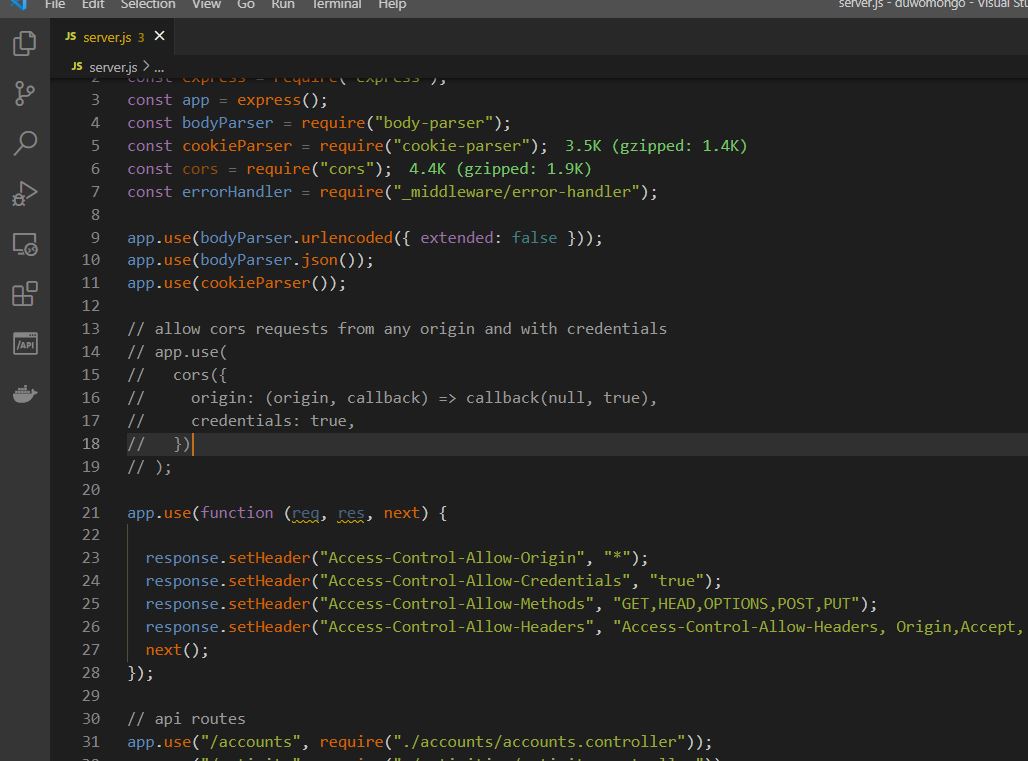 File Edit Selection View Go Run Terminal Help
server.js - duwomongo - Visual Stu
JS server.js 3 ✕
JS server.js > ...
2 const express = require("express");
3 const app = express();
4 const bodyParser = require("body-parser");
5 const cookieParser = require("cookie-parser"); 3.5K (gzipped: 1.4K)
6 const cors = require("cors"); 4.4K (gzipped: 1.9K)
7 const errorHandler = require("_middleware/error-handler");
8
9 app.use(bodyParser.urlencoded({ extended: false }));
10 app.use(bodyParser.json());
11 app.use(cookieParser());
12
13 // allow cors requests from any origin and with credentials
14 // app.use(
15 //   cors({
16 //     origin: (origin, callback) => callback(null, true),
17 //     credentials: true,
18 //   })
19 // );
20
21 app.use(function (req, res, next) {
22
23   response.setHeader("Access-Control-Allow-Origin", "*");
24   response.setHeader("Access-Control-Allow-Credentials", "true");
25   response.setHeader("Access-Control-Allow-Methods", "GET,HEAD,OPTIONS,POST,PUT");
26   response.setHeader("Access-Control-Allow-Headers", "Access-Control-Allow-Headers, Origin,Accept,
27   next();
28 });
29
30 // api routes
31 app.use("/accounts", require("./accounts/accounts.controller"));
/API